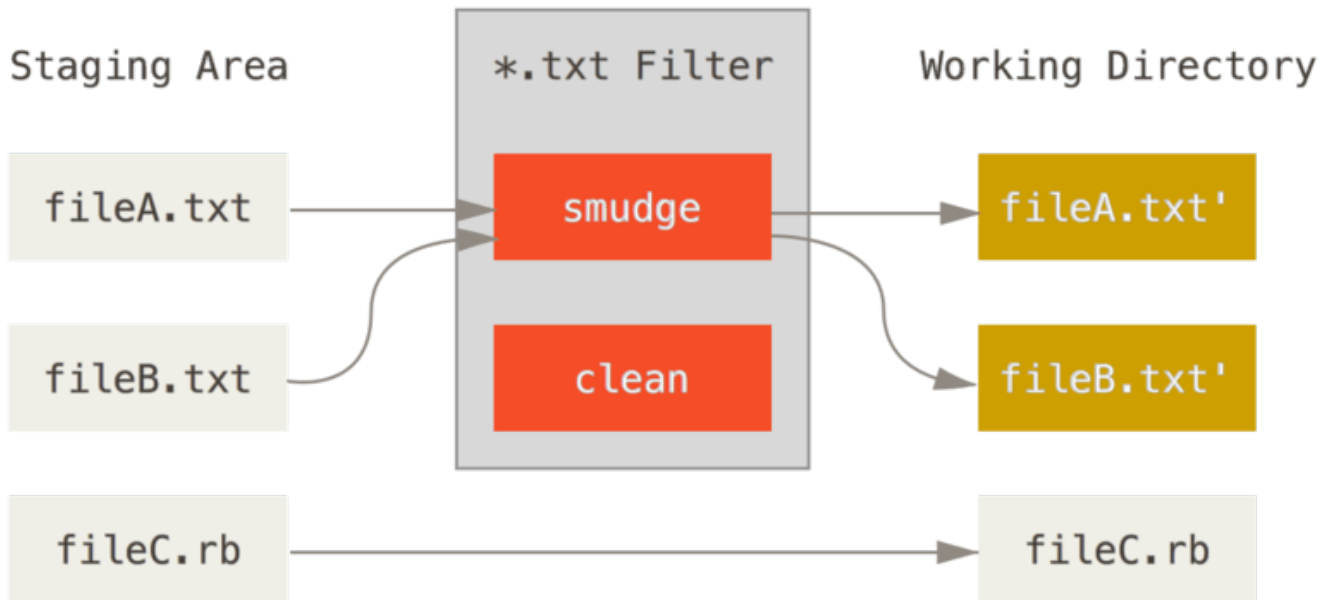 Staging Area
*.txt Filter
Working Directory
fileA.txt
smudge
fileA.txt'
fileB.txt
clean
fileB.txt'
fileC.rb
fileC.rb